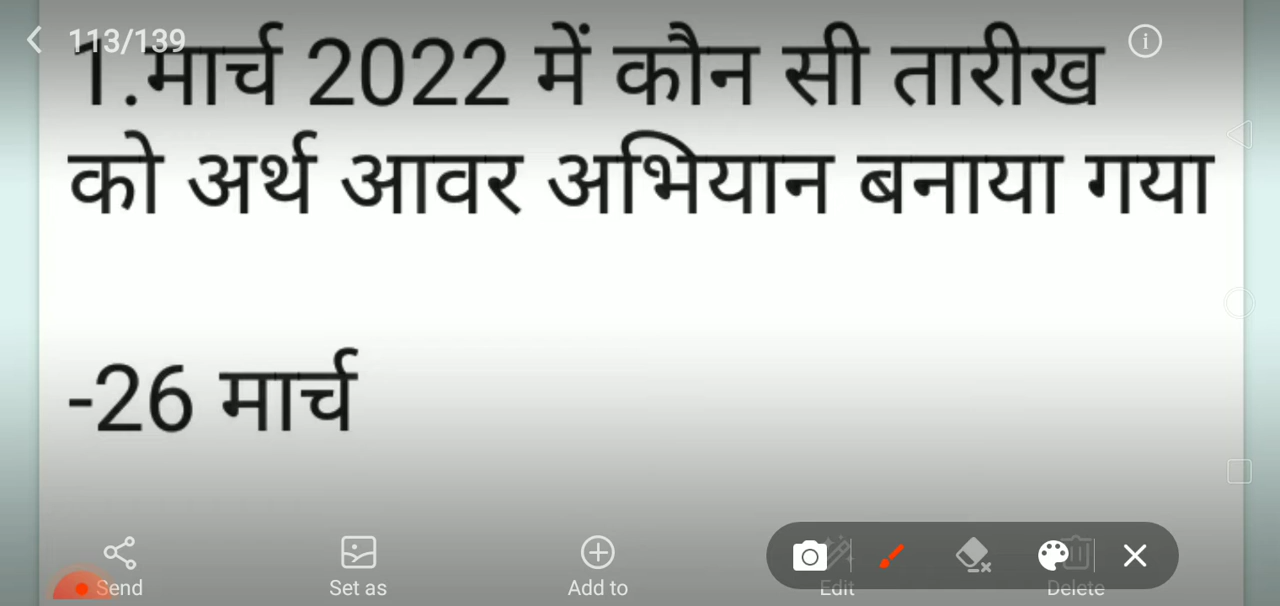 113/139
1.मार्च 2022 में कौन सी तारीख
को अर्थ आवर अभियान बनाया गया
-26 मार्च
Send
Set as
Add to
Edit
Delete